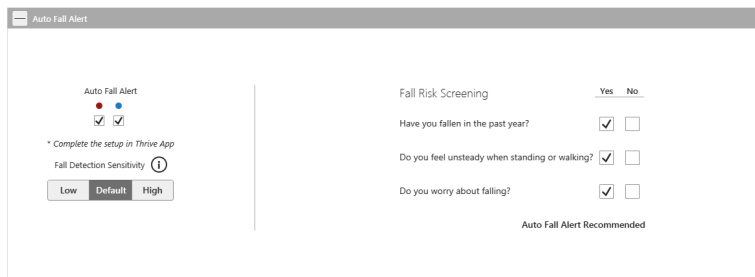 Auto Fall Alert
Auto Fall Alert
* Complete the setup in Thrive App
Fall Detection Sensitivity i
Low Default High
Fall Risk Screening Yes No
Have you fallen in the past year?
Do you feel unsteady when standing or walking?
Do you worry about falling?
Auto Fall Alert Recommended